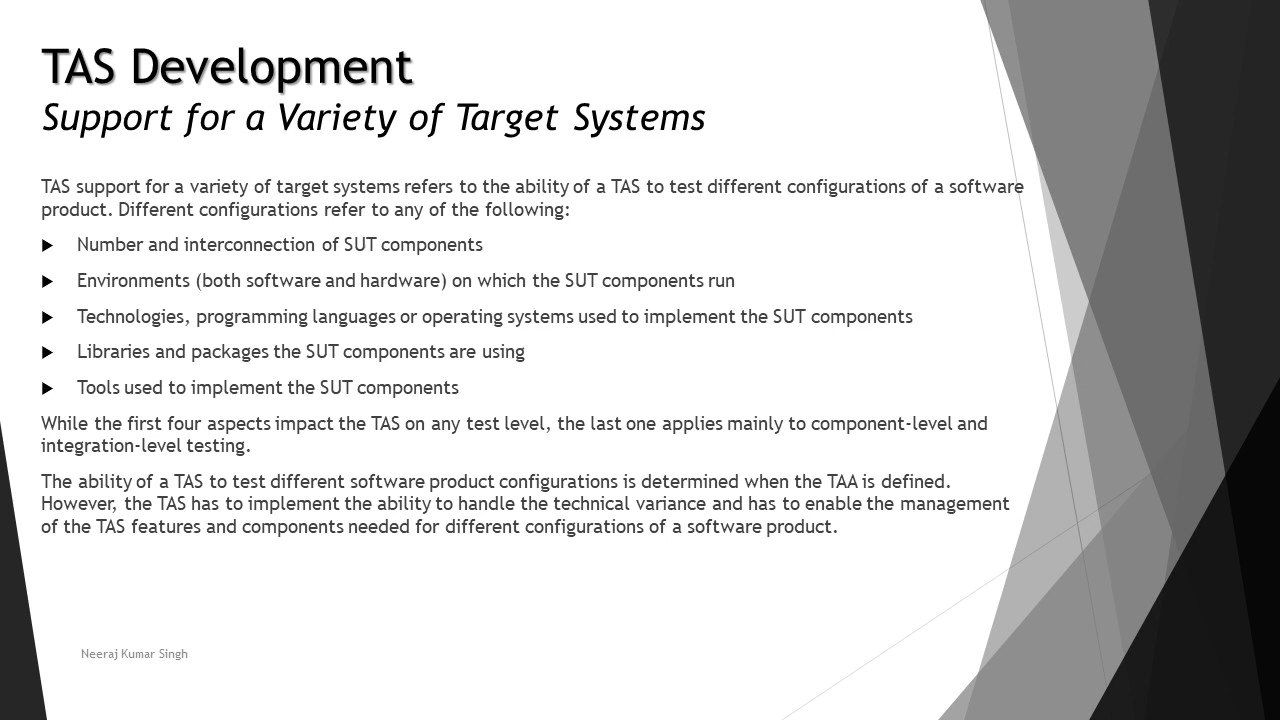 TAS Development
Support for a Variety of Target Systems
TAS support for a variety of target systems refers to the ability of a TAS to test different configurations of a software
product. Different configurations refer to any of the following:
Number and interconnection of SUT components
Environments (both software and hardware) on which the SUT components run
Technologies, programming languages or operating systems used to implement the SUT components
Libraries and packages the SUT components are using
Tools used to implement the SUT components
While the first four aspects impact the TAS on any test level, the last one applies mainly to component-level and
integration-level testing.
The ability of a TAS to test different software product configurations is determined when the TAA is defined.
However, the TAS has to implement the ability to handle the technical variance and has to enable the management
of the TAS features and components needed for different configurations of a software product.
Neeraj Kumar Singh